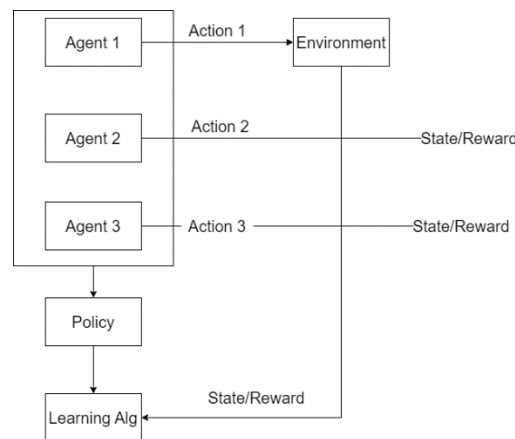 Agent 1
Action 1
Environment
Agent 2
Action 2
State/Reward
Agent 3
Action 3
State/Reward
Policy
State/Reward
Learning Alg